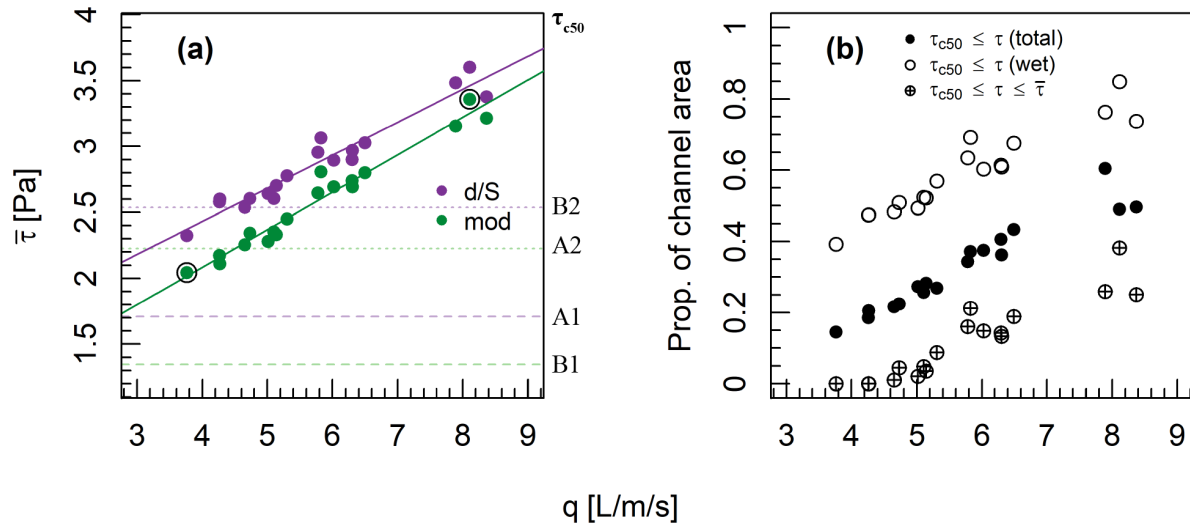 (a)
τc50
4
3.5
3
2.5
2
1.5
τ̅ [Pa]
d/S
mod
B2
A2
A1
B1
3 4 5 6 7 8 9
(b)
τc50 ≤ τ (total)
τc50 ≤ τ (wet)
τc50 ≤ τ ≤ τ̅
1
0.8
0.6
0.4
0.2
0
Prop. of channel area
3 4 5 6 7 8 9
q [L/m/s]